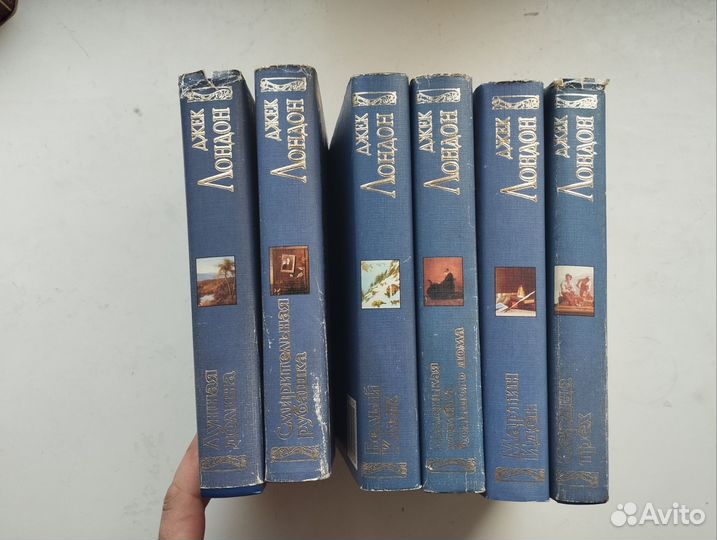 ДЖЕК
ЛОНДОН
Лунная
долина
ДЖЕК
ЛОНДОН
Смирительная
рубашка
ДЖЕК
ЛОНДОН
Белый
Клык
ДЖЕК
ЛОНДОН
Маленькая
хозяйка
большого дома
ДЖЕК
ЛОНДОН
Мартин
Иден
ДЖЕК
ЛОНДОН
Сердца
трех
Avito